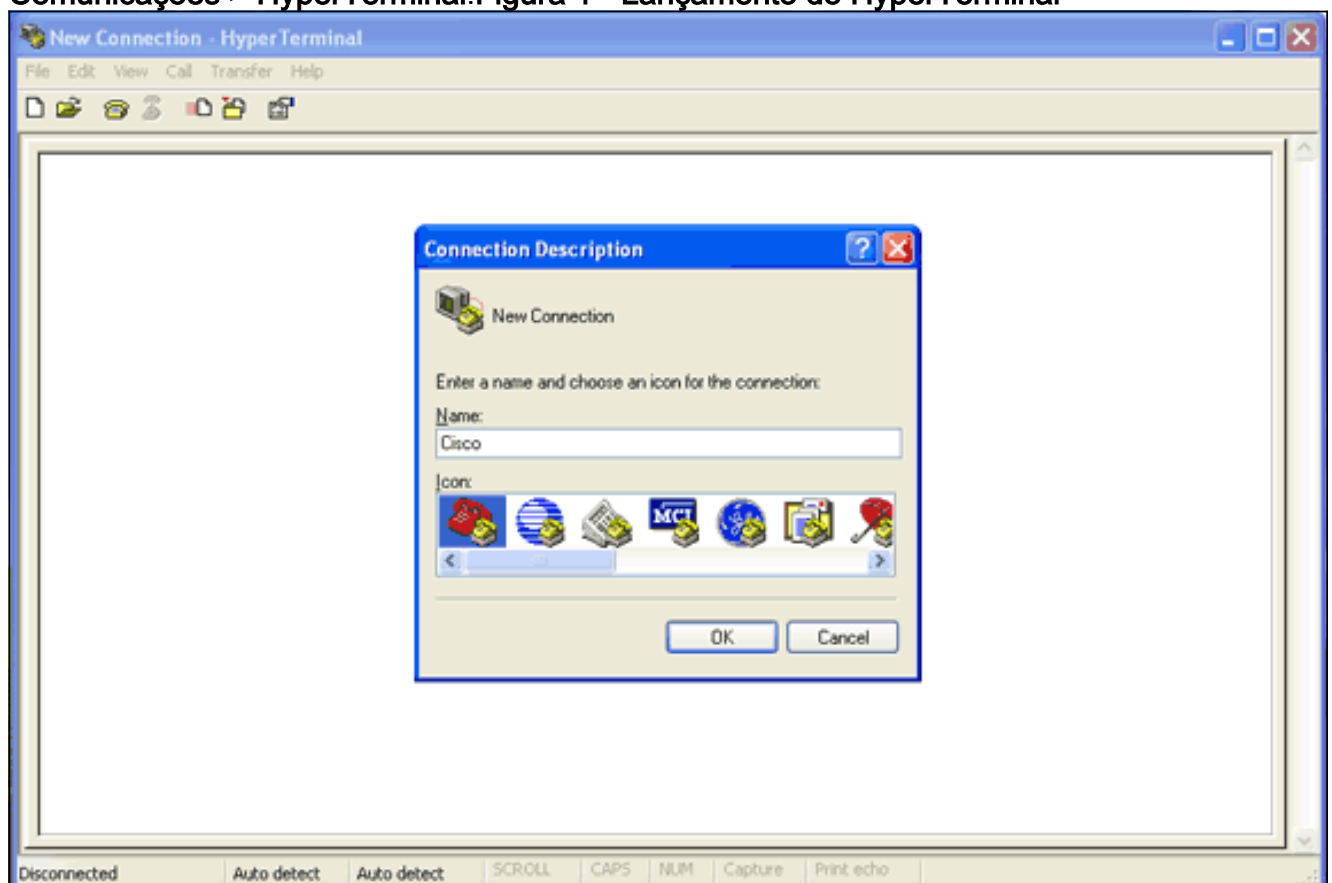 Comunicações > HyperTerminal.:Figura 1 - Lançamento de HyperTerminal
New Connection - HyperTerminal
File Edit View Call Transfer Help
Connection Description
New Connection
Enter a name and choose an icon for the connection:
Name:
Cisco
Icon:
MCI
OK Cancel
Disconnected Auto detect Auto detect SCROLL CAPS NUM Capture Print echo